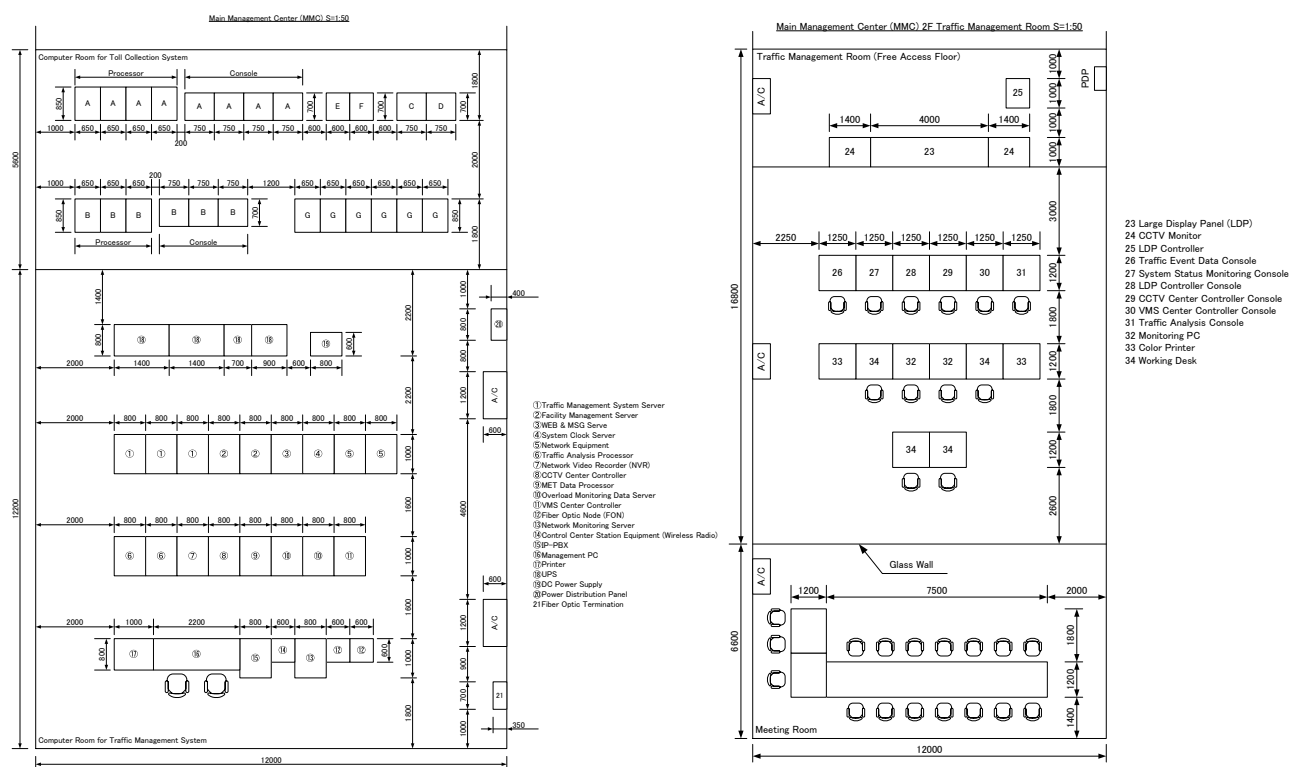 Main Management Center (MMC) S=1:50
Computer Room for Toll Collection System
Processor
Console
1800
850
A A A A
A A A A
700
E F
700
C D
700
1000 650 650 650 650 750 750 750 750 600 600 600 750 750
200
5600
2000
200
1000 650 650 650 750 750 750 1200 650 650 650 650 650 650
850
B B B
B B B
700
G G G G G G
850
1800
Processor
Console
1400
2200
1000
400
800
⑱ ⑱ ⑱ ⑱
⑲
600
800
⑳
2000 1400 1400 700 900 600 800
800
2200
1200
A/C
600
2000 800 800 800 800 800 800 800 800 800
① ① ① ② ② ③ ④ ⑤ ⑤
1000
12200
1600
4600
2000 800 800 800 800 800 800 800 800
⑥ ⑥ ⑦ ⑧ ⑨ ⑩ ⑩ ⑪
1000
600
1600
1200
A/C
2000 1000 2200 800 600 800 600 600
800
⑰ ⑯ ⑮ ⑭ ⑬ ⑫ ⑫
600
1000
900
1800
700
21
1000
350
Computer Room for Traffic Management System
12000
①Traffic Management System Server
②Facility Management Server
③WEB & MSG Serve
④System Clock Server
⑤Network Equipment
⑥Traffic Analysis Processor
⑦Network Video Recorder (NVR)
⑧CCTV Center Controller
⑨MET Data Processor
⑩Overload Monitoring Data Server
⑪VMS Center Controller
⑫Fiber Optic Node (FON)
⑬Network Monitoring Server
⑭Control Center Station Equipment (Wireless Radio)
⑮IP-PBX
⑯Management PC
⑰Printer
⑱UPS
⑲DC Power Supply
⑳Power Distribution Panel
21Fiber Optic Termination
Main Management Center (MMC) 2F Traffic Management Room S=1:50
Traffic Management Room (Free Access Floor)
A/C
1000
PDP
25
1000
1400 4000 1400
1000
24 23 24
1000
3000
2250 1250 1250 1250 1250 1250 1250
26 27 28 29 30 31
1200
16800
1800
A/C
33 34 32 32 34 33
1200
1800
34 34
1200
2600
Glass Wall
A/C
1200 7500 2000
6600
1800
1200
1400
Meeting Room
12000
23 Large Display Panel (LDP)
24 CCTV Monitor
25 LDP Controller
26 Traffic Event Data Console
27 System Status Monitoring Console
28 LDP Controller Console
29 CCTV Center Controller Console
30 VMS Center Controller Console
31 Traffic Analysis Console
32 Monitoring PC
33 Color Printer
34 Working Desk